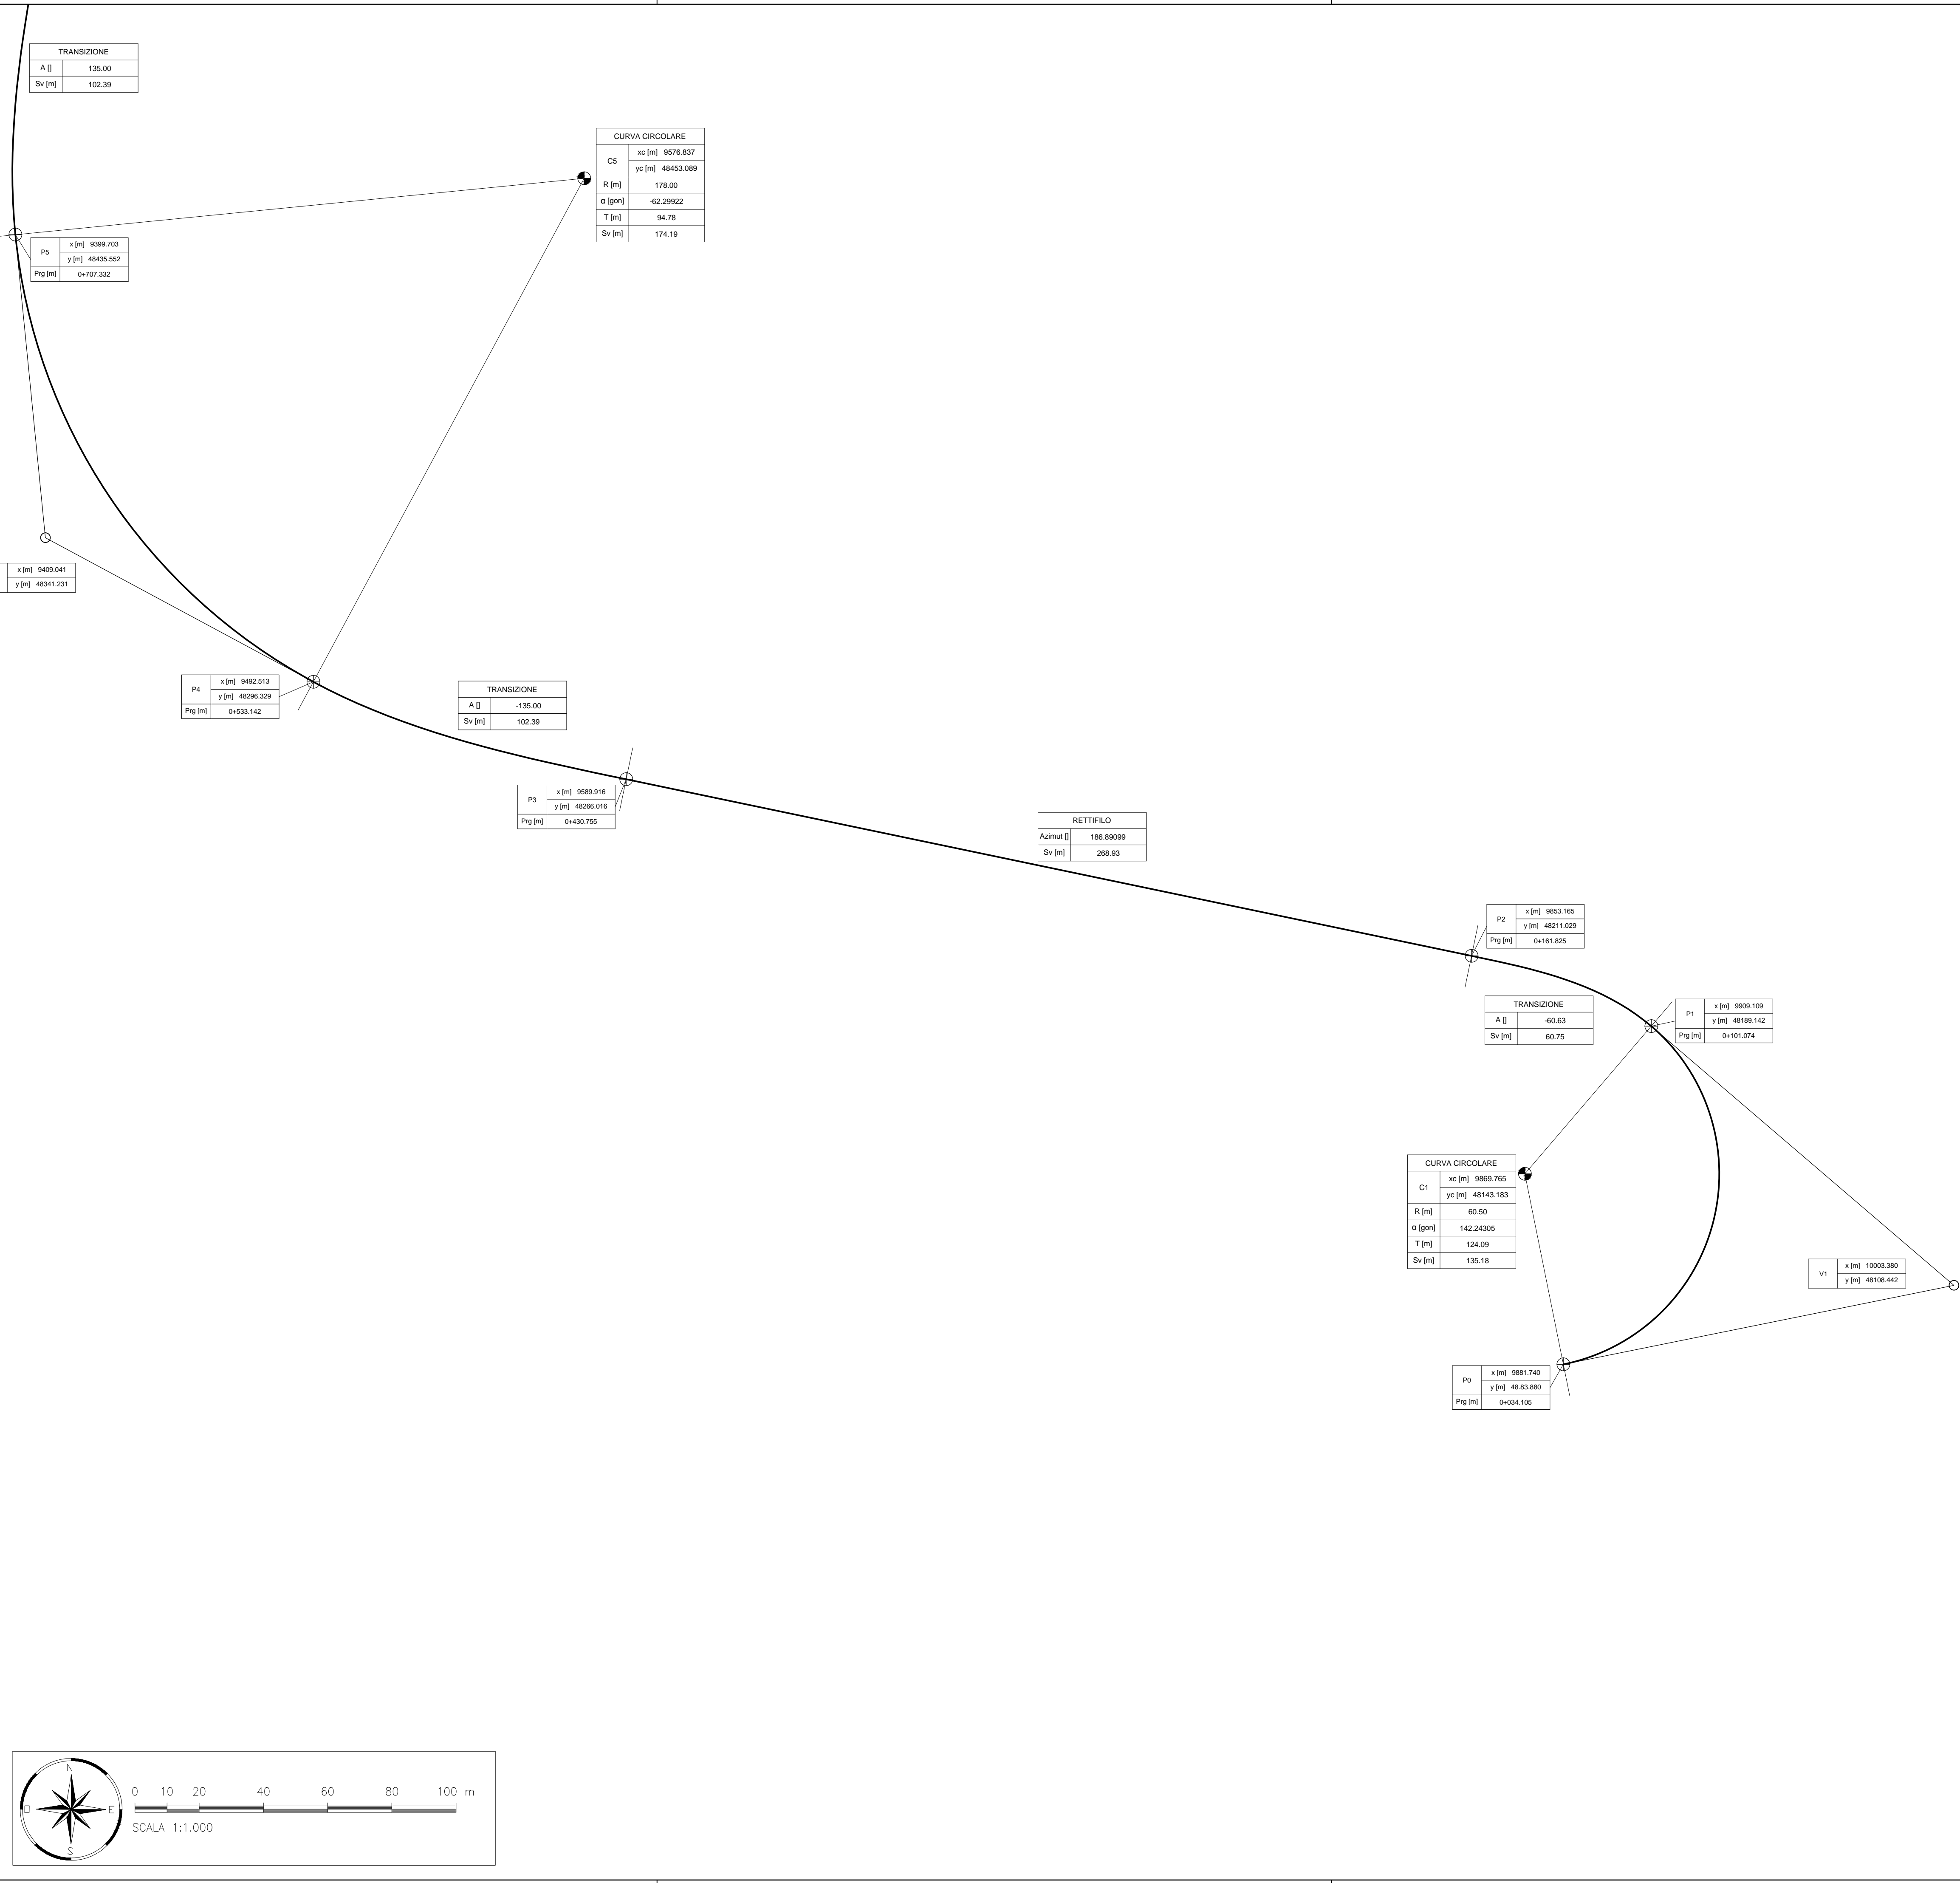 TRANSIZIONE
A [] 135.00
Sv [m] 102.39
CURVA CIRCOLARE
C5
xc [m] 9576.837
yc [m] 48453.089
R [m] 178.00
α [gon] -62.29922
T [m] 94.78
Sv [m] 174.19
P5
x [m] 9399.703
y [m] 48435.552
Prg [m] 0+707.332
x [m] 9409.041
y [m] 48341.231
P4
x [m] 9492.513
y [m] 48296.329
Prg [m] 0+533.142
TRANSIZIONE
A [] -135.00
Sv [m] 102.39
P3
x [m] 9589.916
y [m] 48266.016
Prg [m] 0+430.755
RETTIFILO
Azimut [] 186.89099
Sv [m] 268.93
P2
x [m] 9853.165
y [m] 48211.029
Prg [m] 0+161.825
TRANSIZIONE
A [] -60.63
Sv [m] 60.75
P1
x [m] 9909.109
y [m] 48189.142
Prg [m] 0+101.074
CURVA CIRCOLARE
C1
xc [m] 9869.765
yc [m] 48143.183
R [m] 60.50
α [gon] 142.24305
T [m] 124.09
Sv [m] 135.18
V1
x [m] 10003.380
y [m] 48108.442
P0
x [m] 9881.740
y [m] 48.83.880
Prg [m] 0+034.105
N
O E
S
0 10 20 40 60 80 100 m
SCALA 1:1.000